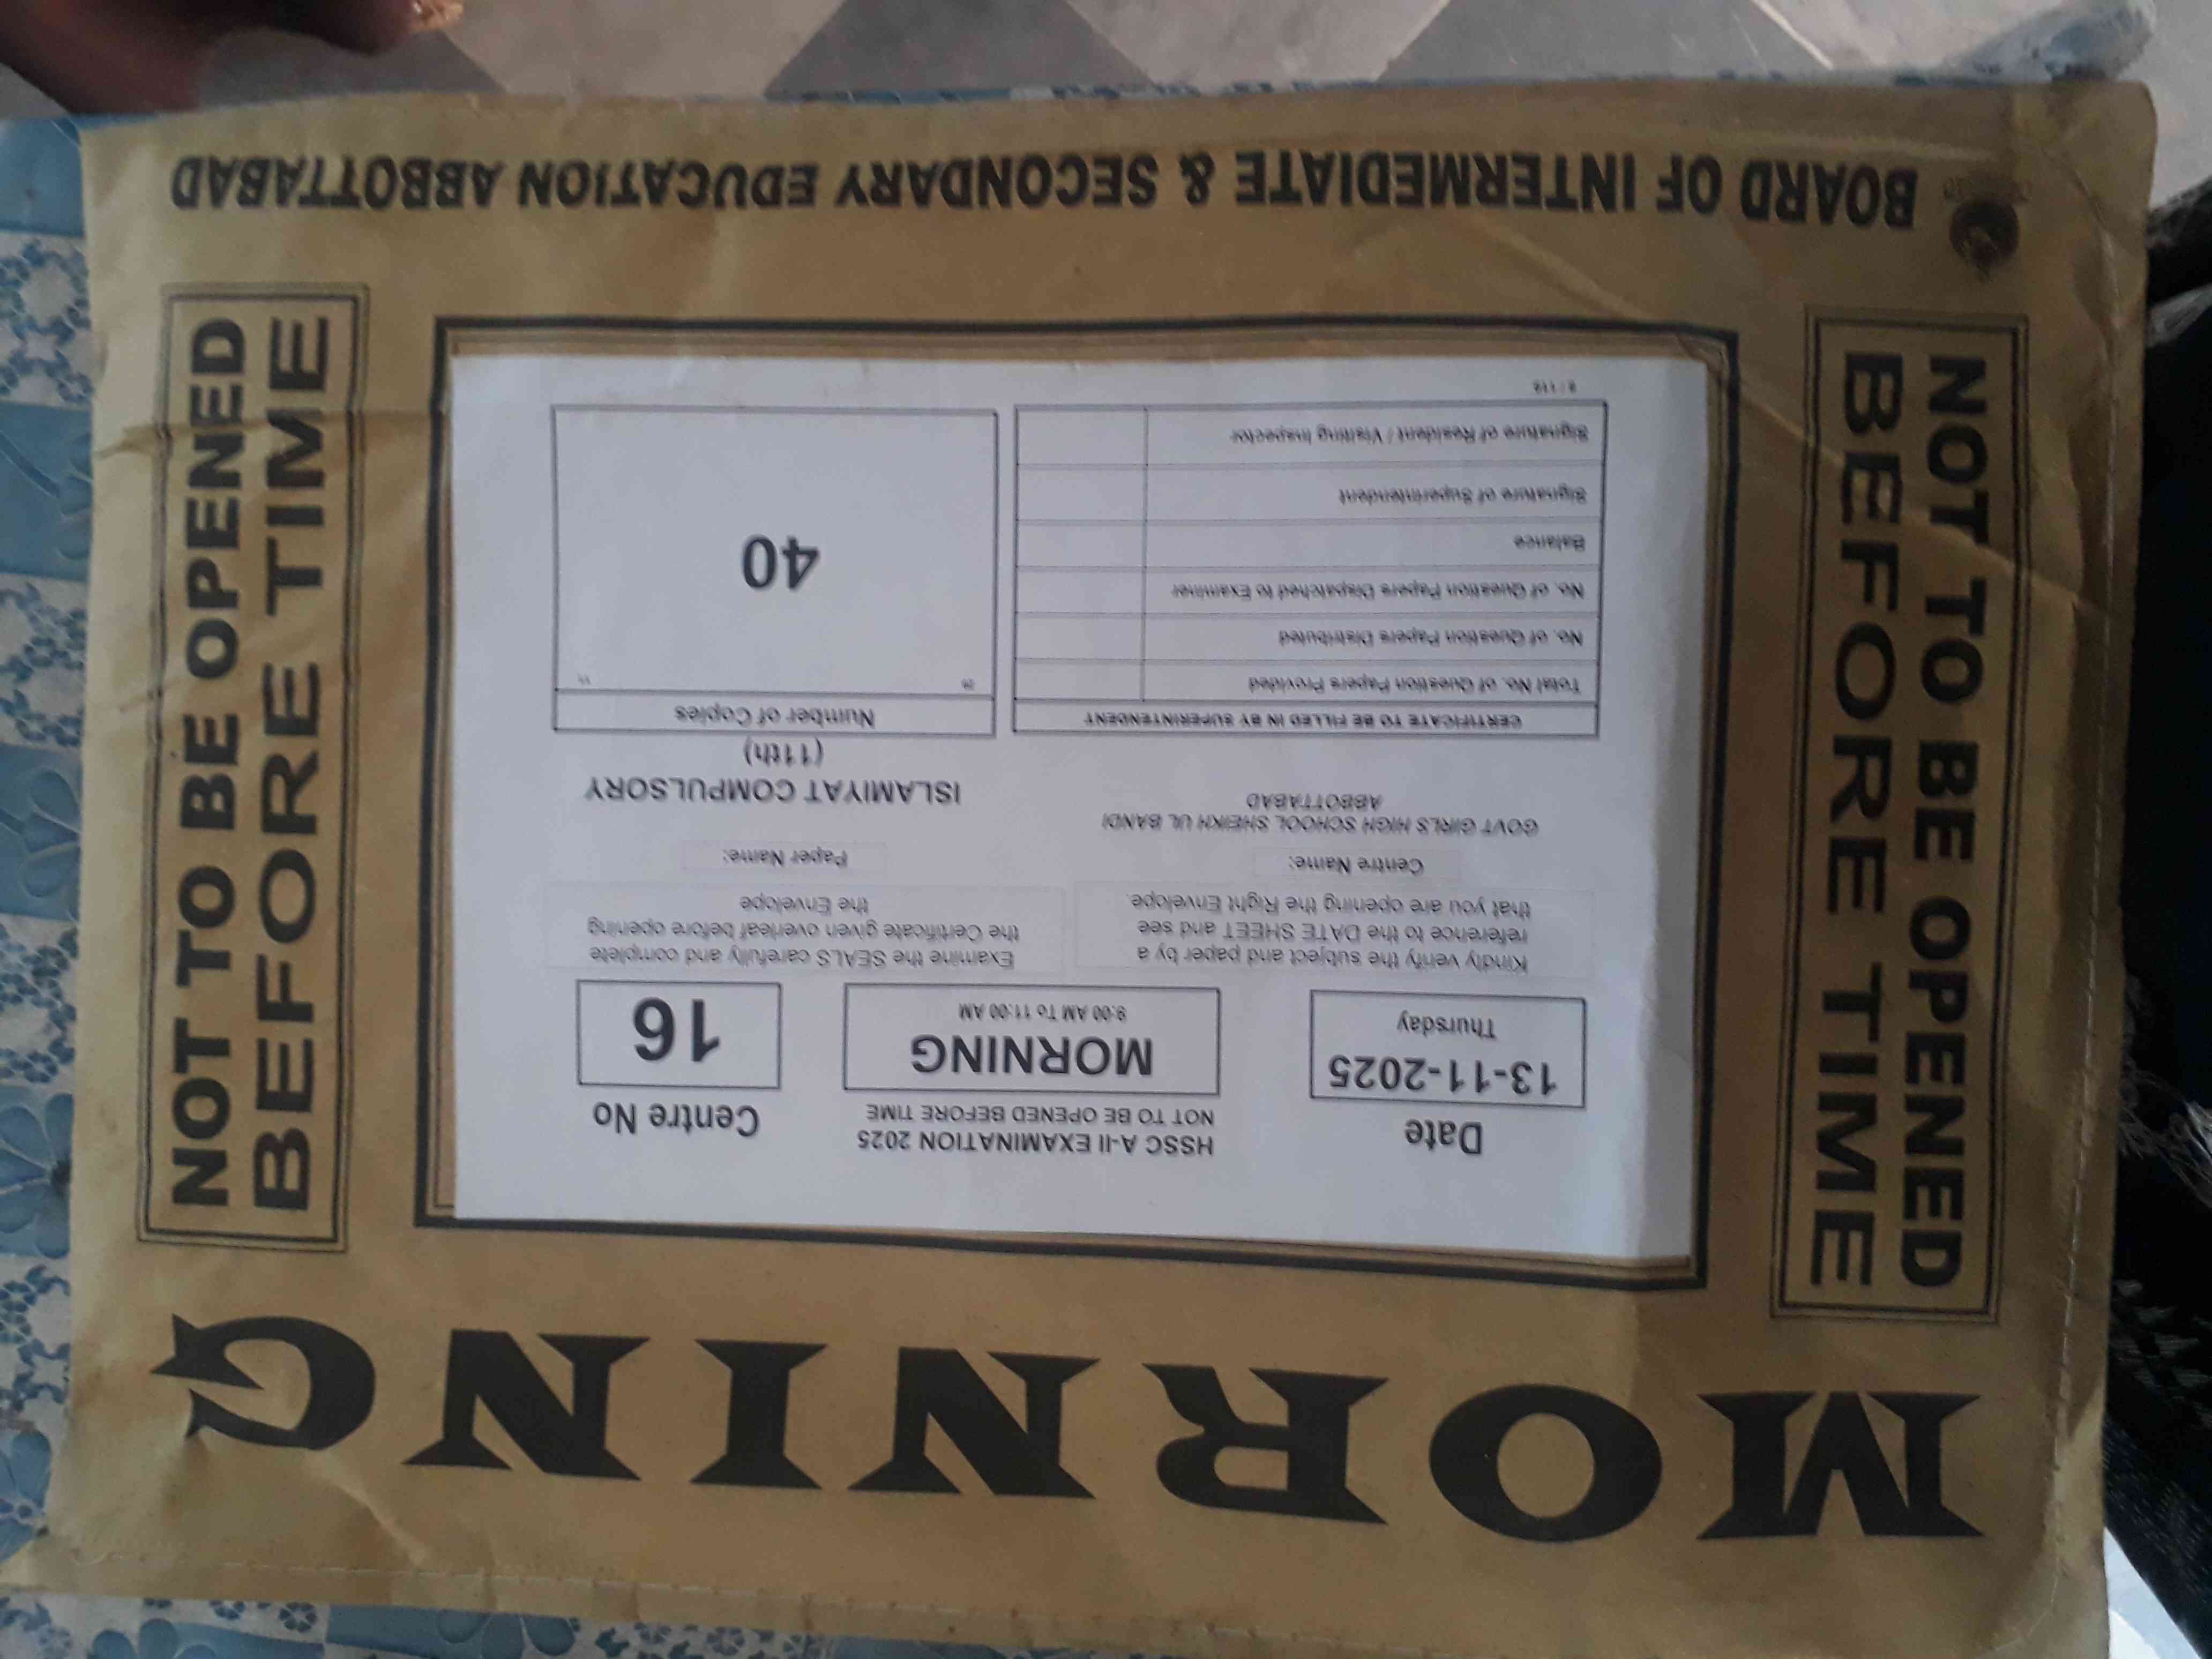 MORNING
NOT TO BE OPENED
BEFORE TIME
Date
13-11-2025
Thursday
HSSC A-II EXAMINATION 2025
NOT TO BE OPENED BEFORE TIME
MORNING
9:00 AM To 11:00 AM
Centre No
16
Kindly verify the subject and paper by a
reference to the DATE SHEET and see
that you are opening the Right Envelope.
Examine the SEALS carefully and complete
the Certificate given overleaf before opening
the Envelope
Centre Name:
GOVT GIRLS HIGH SCHOOL SHEIKH UL BANDI
ABBOTTABAD
Paper Name:
ISLAMIYAT COMPULSORY
(11th)
CERTIFICATE TO BE FILLED IN BY SUPERINTENDENT
Total No. of Question Papers Provided
No. of Question Papers Distributed
No. of Question Papers Dispatched to Examiner
Balance
Signature of Superintendent
Signature of Resident / Visiting Inspector
Number of Copies
40
NOT TO BE OPENED
BEFORE TIME
BOARD OF INTERMEDIATE & SECONDARY EDUCATION ABBOTTABAD